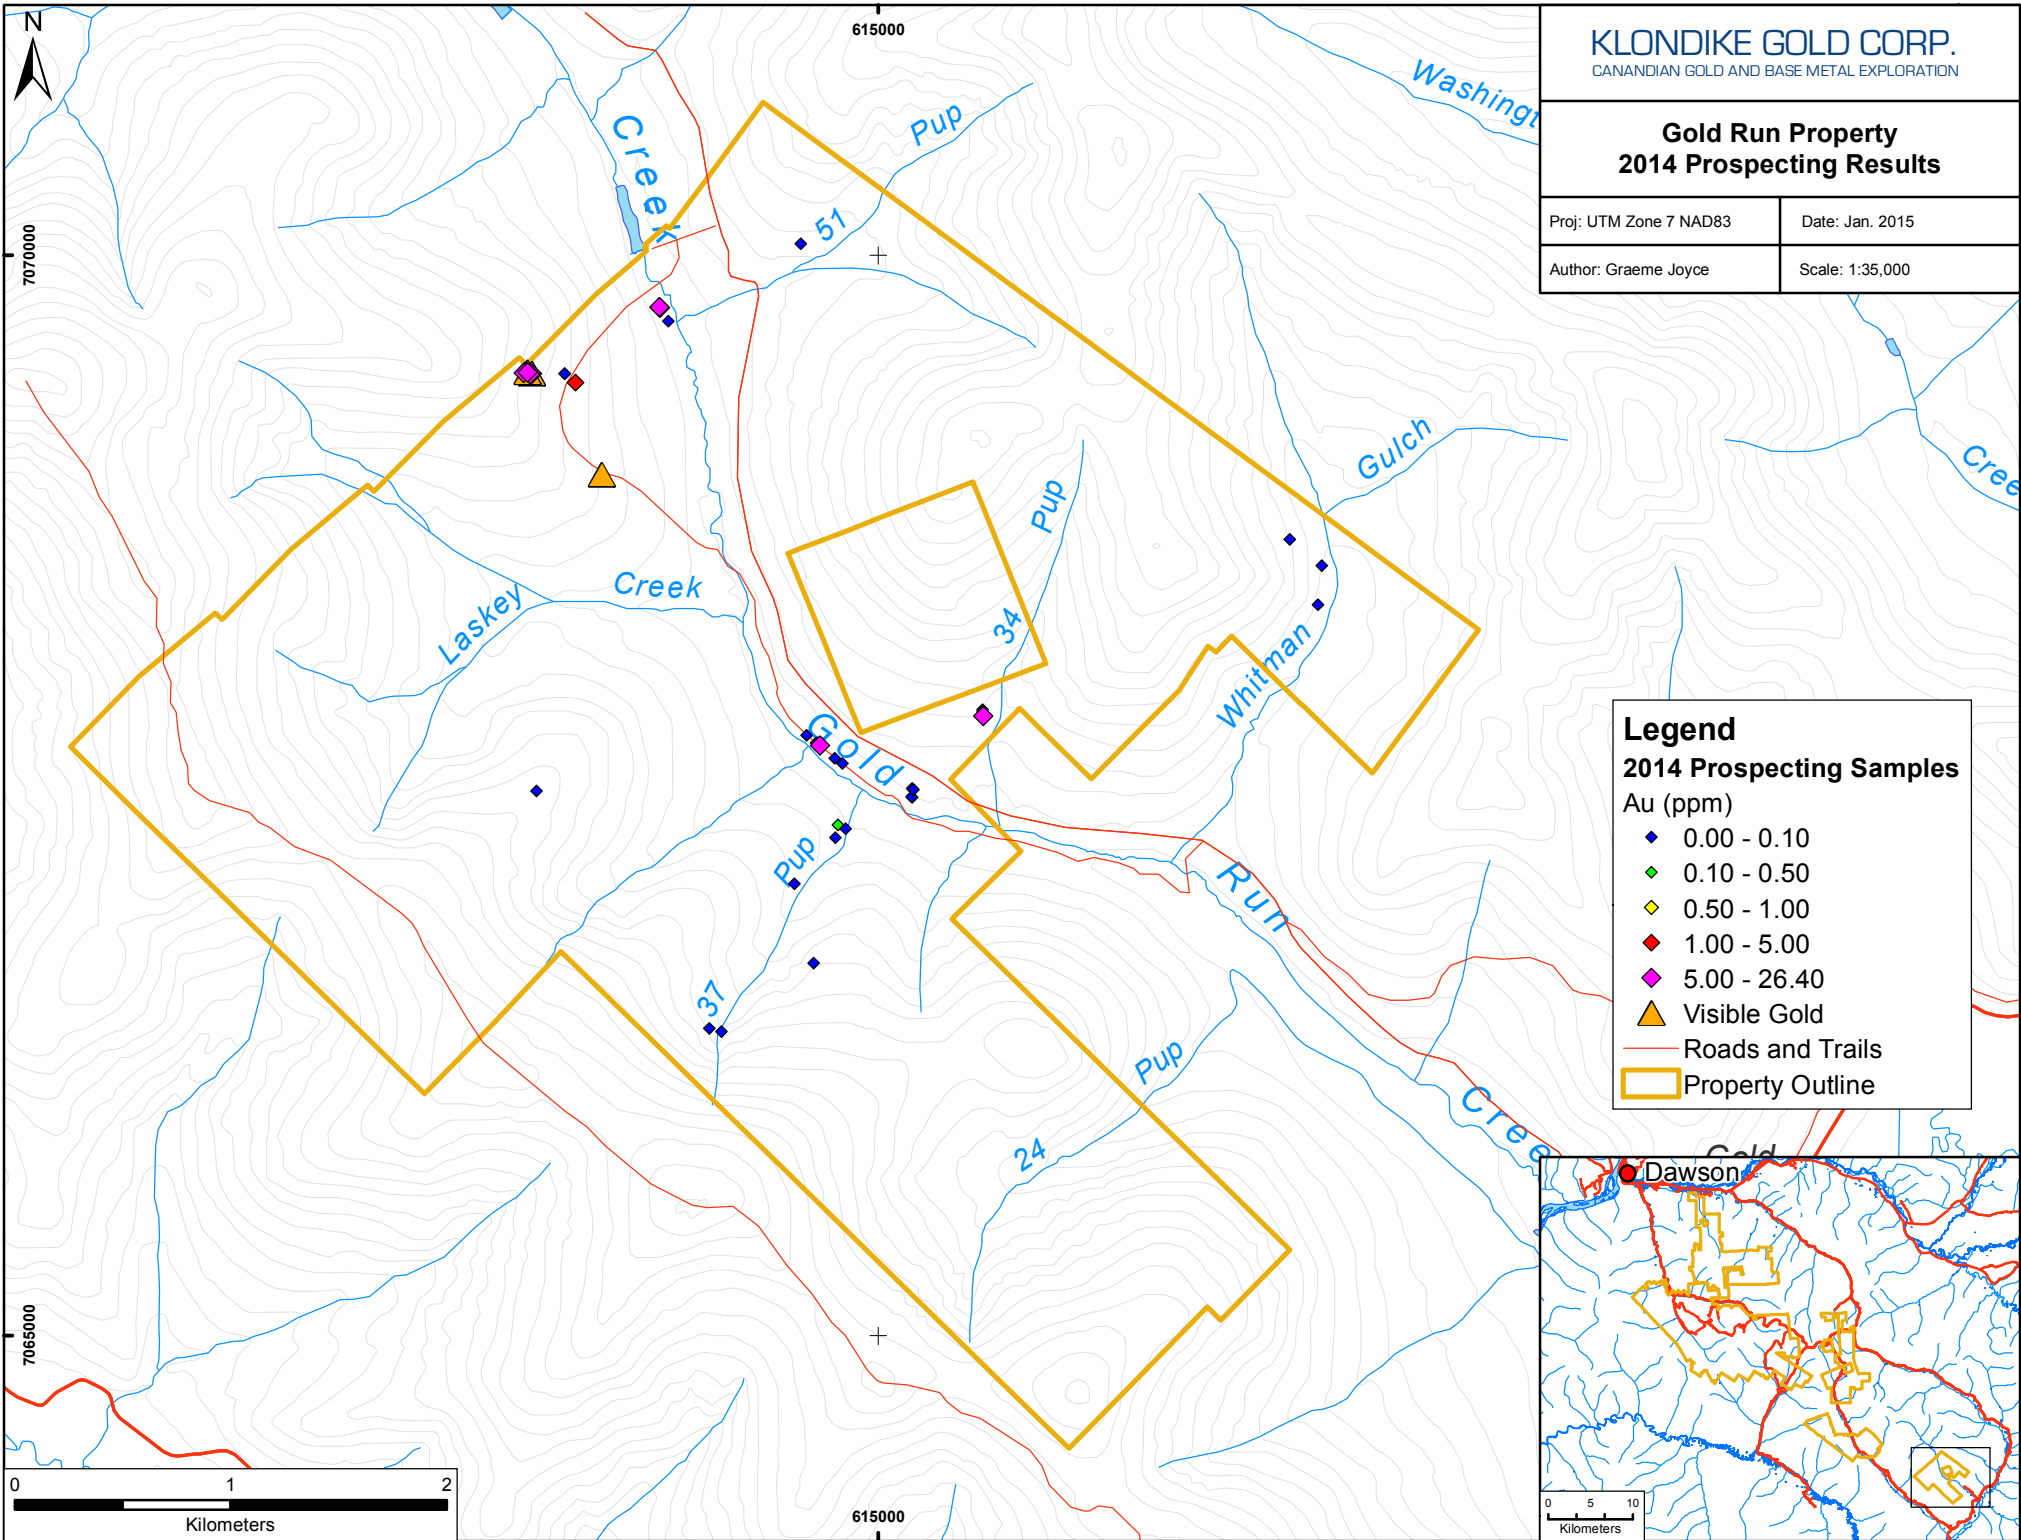 N
615000
KLONDIKE GOLD CORP.
CANANDIAN GOLD AND BASE METAL EXPLORATION
Gold Run Property
2014 Prospecting Results
Proj: UTM Zone 7 NAD83
Date: Jan. 2015
Author: Graeme Joyce
Scale: 1:35,000
Washingt
Creek
Pup
51
7070000
Gulch
Cree
Pup
34
Creek
Laskey
Whitman
Gold
Pup
37
Run
Pup
24
Cree
Legend
2014 Prospecting Samples
Au (ppm)
0.00 - 0.10
0.10 - 0.50
0.50 - 1.00
1.00 - 5.00
5.00 - 26.40
Visible Gold
Roads and Trails
Property Outline
Gold
Dawson
7065000
0 1 2
Kilometers
615000
0 5 10
Kilometers